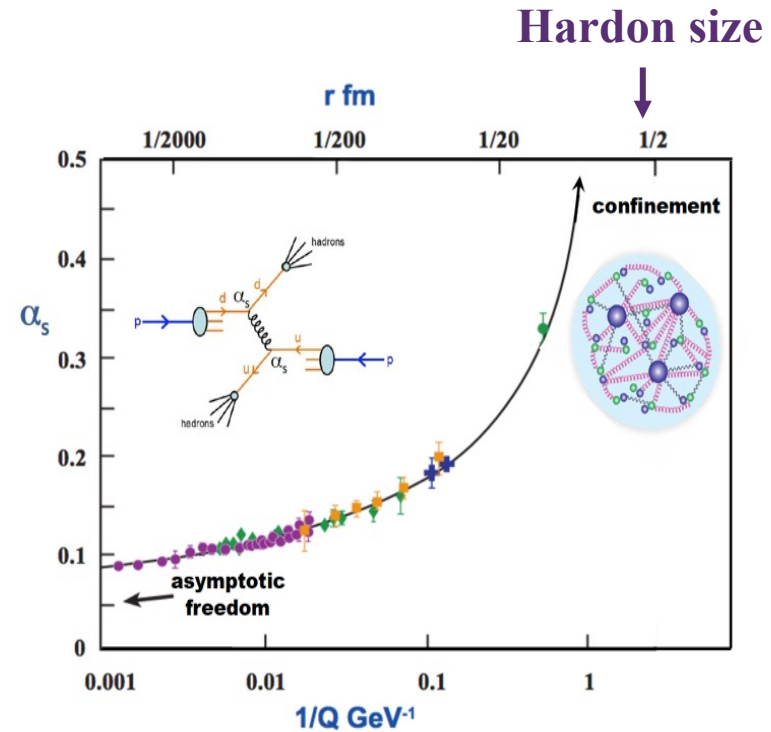 Hardon size
r fm
1/2000 1/200 1/20 1/2
0.5
confinement
hadrons
0.4
d
αs
d
αs
p
u
0.3
αs
u
p
hadrons
0.2
0.1
asymptotic
freedom
0
0.001 0.01 0.1 1
1/Q GeV⁻¹